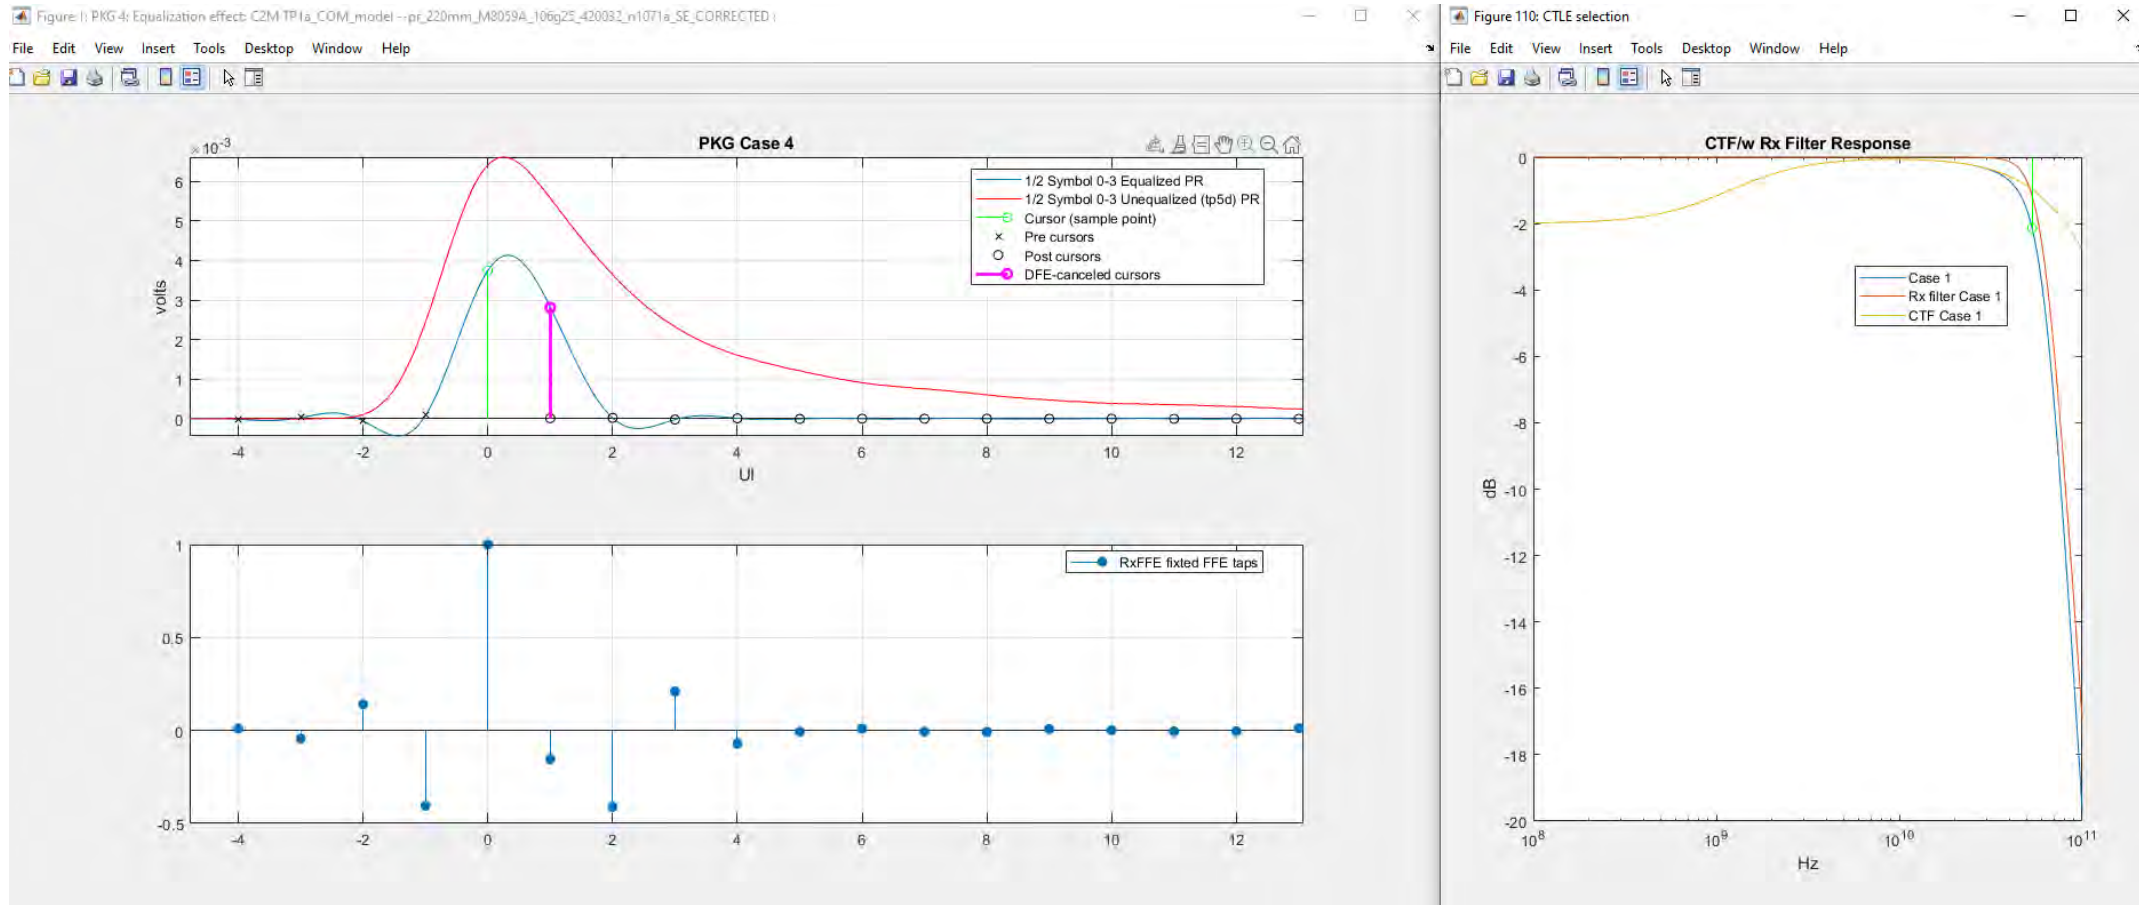 Figure: I: PKG 4: Equalization effect: C2M TP1a_COM_model --pr_220mm_M8059A_106g25_420032_n1071a_SE_CORRECTED :
File Edit View Insert Tools Desktop Window Help
PKG Case 4
×10^-3
6
5
4
3
2
1
0
volts
-4 -2 0 2 4 6 8 10 12
UI
1/2 Symbol 0-3 Equalized PR
1/2 Symbol 0-3 Unequalized (tp5d) PR
Cursor (sample point)
Pre cursors
Post cursors
DFE-canceled cursors
1
0.5
0
-0.5
-4 -2 0 2 4 6 8 10 12
RxFFE fixted FFE taps
Figure 110: CTLE selection
File Edit View Insert Tools Desktop Window Help
CTF/w Rx Filter Response
0
-2
-4
-6
-8
-10
-12
-14
-16
-18
-20
dB
10^8 10^9 10^10 10^11
Hz
Case 1
Rx filter Case 1
CTF Case 1